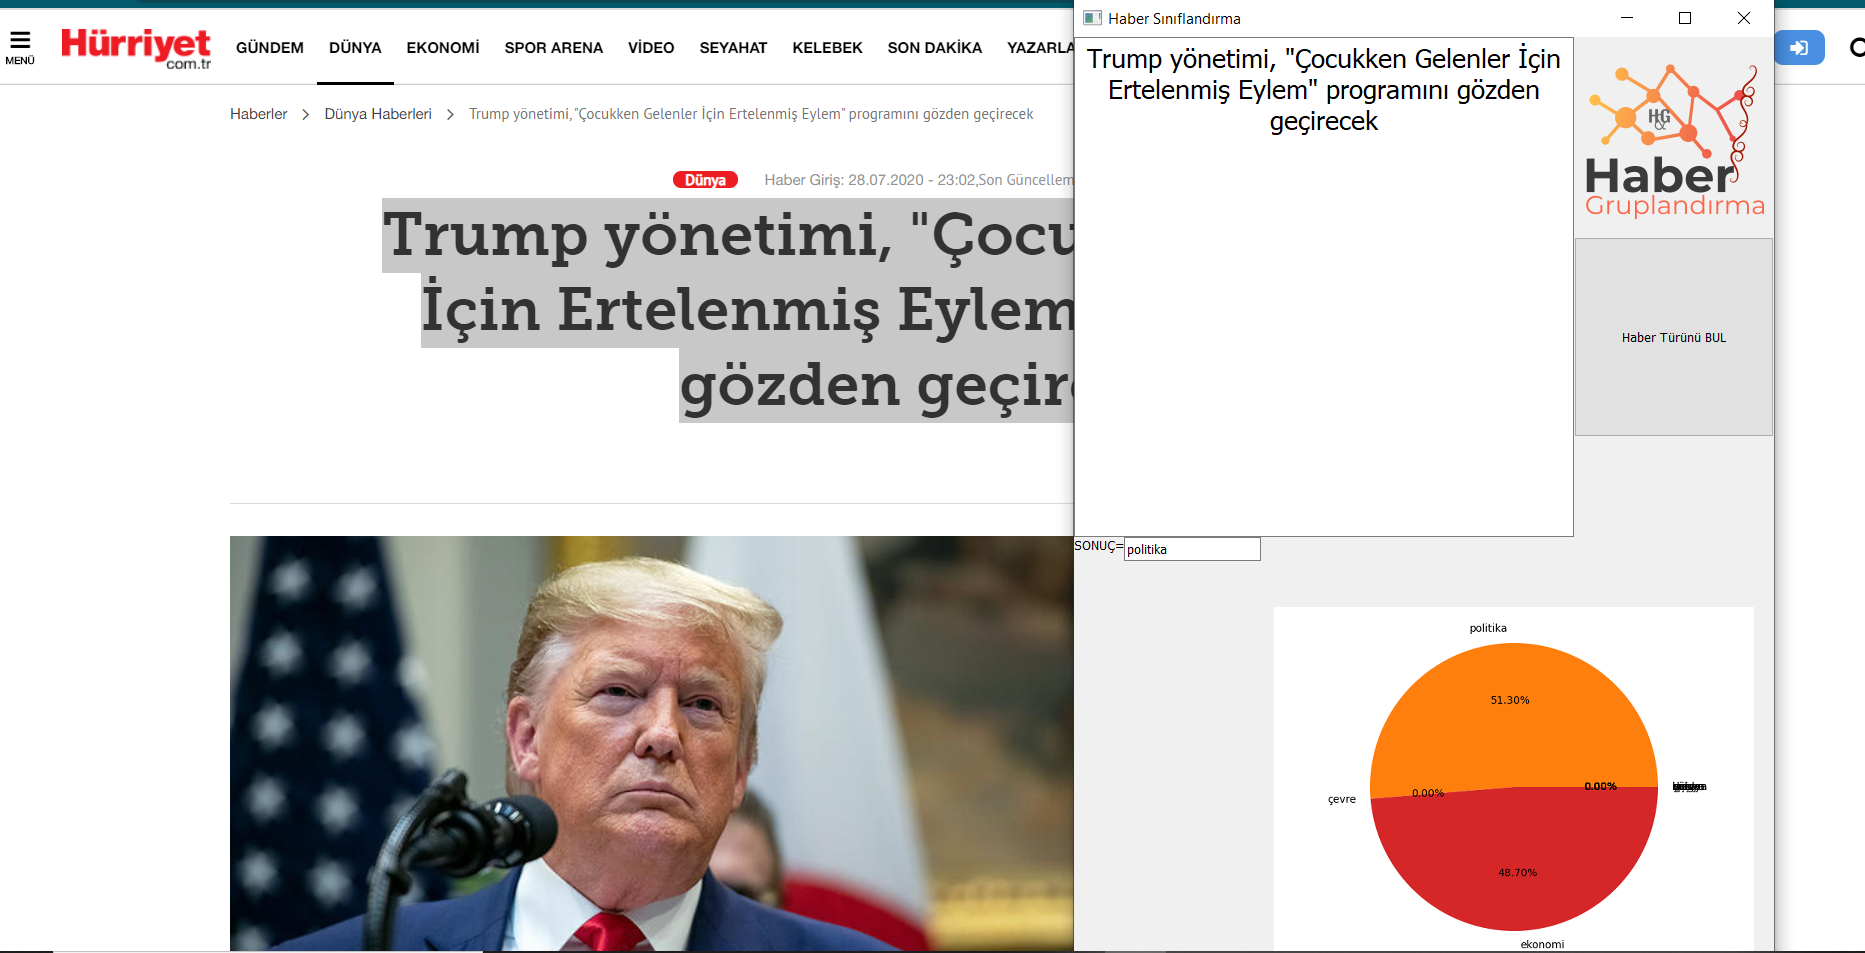 MENÜ
Hürriyet
com.tr
GÜNDEM DÜNYA EKONOMİ SPOR ARENA VİDEO SEYAHAT KELEBEK SON DAKİKA YAZARLA
Haberler > Dünya Haberleri > Trump yönetimi, "Çocukken Gelenler İçin Ertelenmiş Eylem" programını gözden geçirecek
Dünya Haber Giriş: 28.07.2020 - 23:02,Son Güncellem
Trump yönetimi, "Çocu
İçin Ertelenmiş Eylem
gözden geçir
Haber Sınıflandırma
Trump yönetimi, "Çocukken Gelenler İçin
Ertelenmiş Eylem" programını gözden
geçirecek
H&G
Haber
Gruplandırma
Haber Türünü BUL
SONUÇ= politika
politika
51.30%
çevre
0.00%
0.00%
48.70%
ekonomi